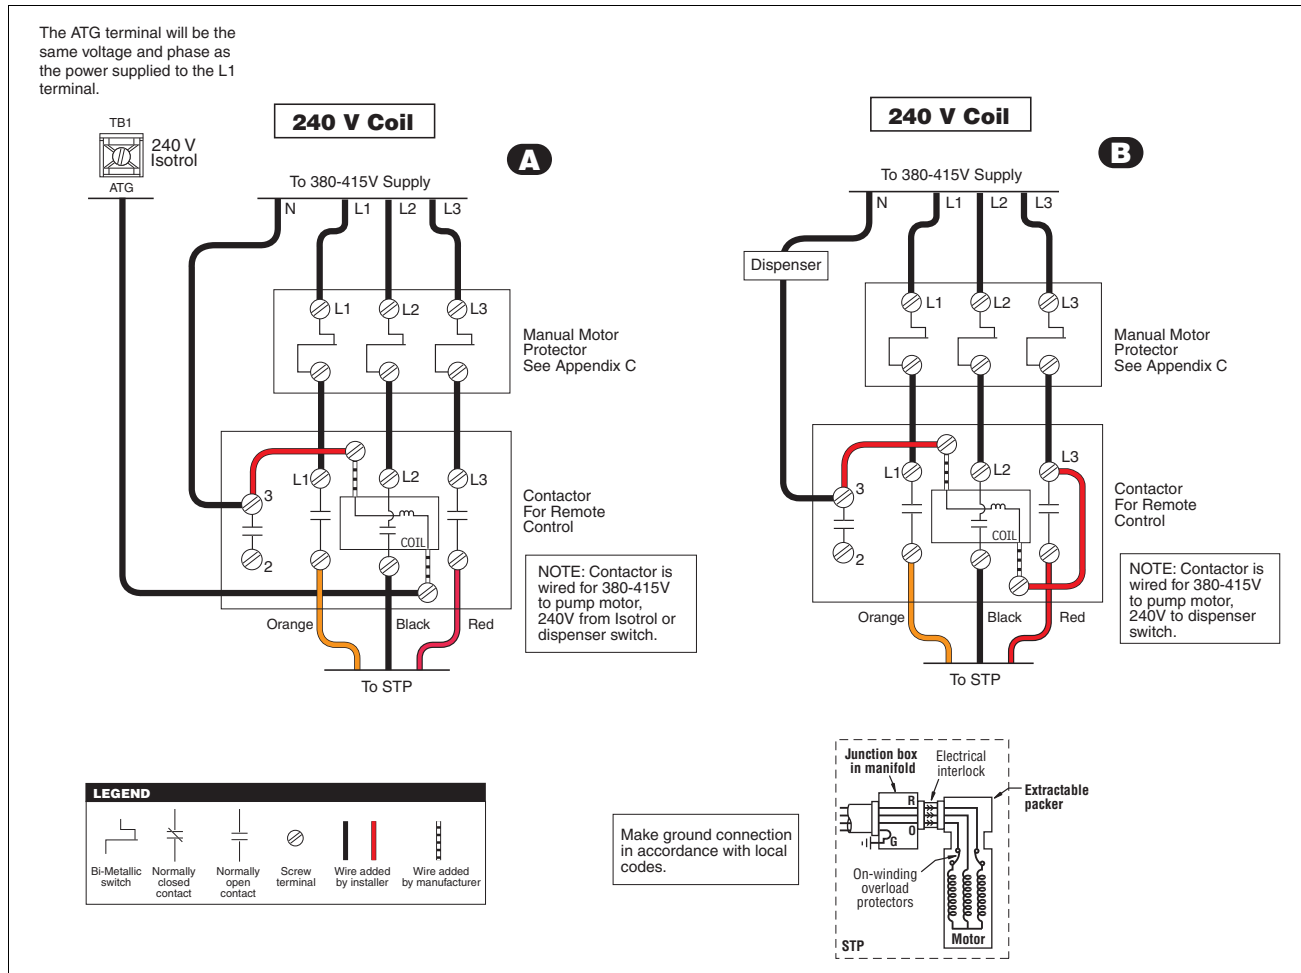 The ATG terminal will be the
same voltage and phase as
the power supplied to the L1
terminal.
TB1
240 V
Isotrol
ATG
240 V Coil
A
To 380-415V Supply
N
L1
L2
L3
L1
L2
L3
Manual Motor
Protector
See Appendix C
3
L1
L2
L3
COIL
2
Contactor
For Remote
Control
NOTE: Contactor is
wired for 380-415V
to pump motor,
240V from Isotrol or
dispenser switch.
Orange
Black
Red
To STP
240 V Coil
B
To 380-415V Supply
N
L1
L2
L3
Dispenser
L1
L2
L3
Manual Motor
Protector
See Appendix C
3
L1
L2
L3
COIL
2
Contactor
For Remote
Control
NOTE: Contactor is
wired for 380-415V
to pump motor,
240V to dispenser
switch.
Orange
Black
Red
To STP
LEGEND
Bi-Metallic
switch
Normally
closed
contact
Normally
open
contact
Screw
terminal
Wire added
by installer
Wire added
by manufacturer
Make ground connection
in accordance with local
codes.
Junction box
in manifold
Electrical
interlock
Extractable
packer
R
O
G
On-winding
overload
protectors
Motor
STP